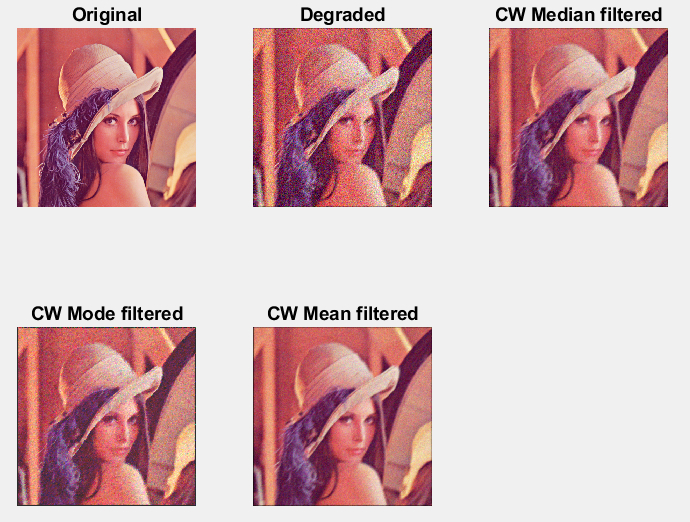 Original
Degraded
CW Median filtered
CW Mode filtered
CW Mean filtered